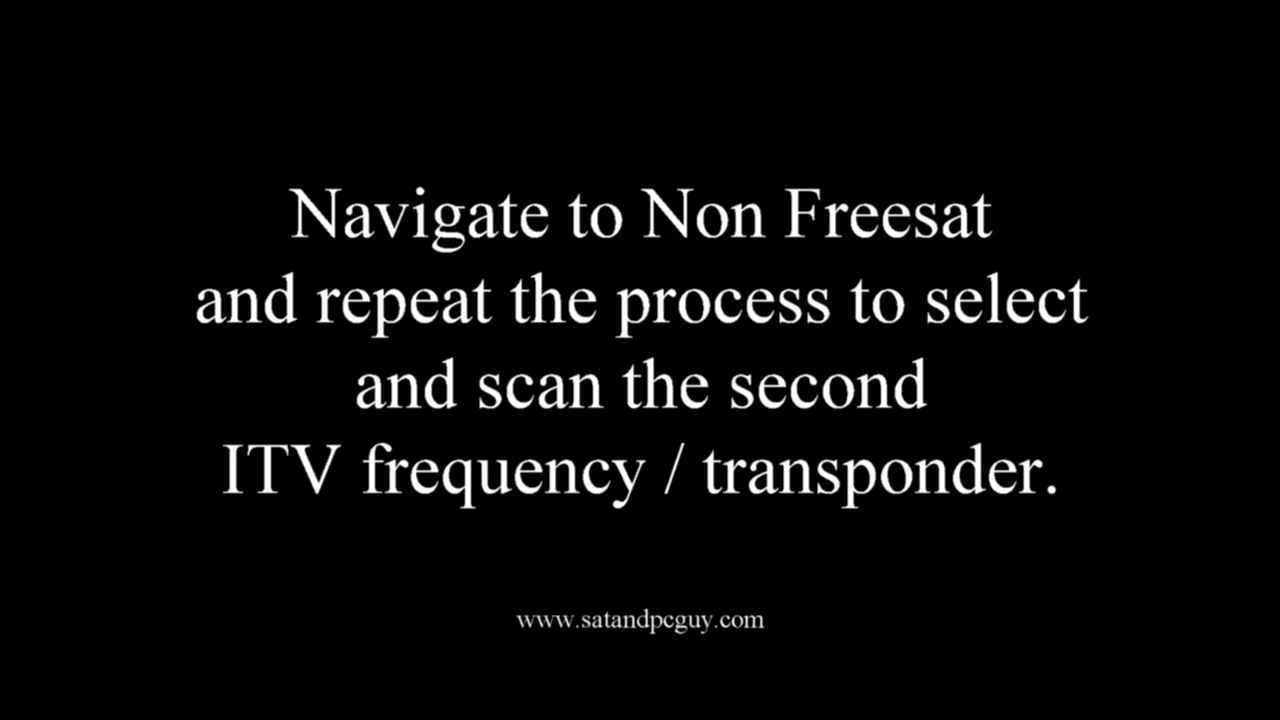 Navigate to Non Freesat
and repeat the process to select
and scan the second
ITV frequency / transponder.
www.satandpcguy.com